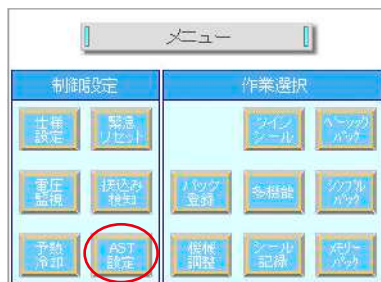 メニュー
制御設定
作業選択
仕様
設定
緊急
リセット
ツイン
シール
ベーシック
パック
電圧
監視
挟込み
検知
パック
登録
多機能
シンプル
パック
予熱
冷却
AST
設定
機械
調整
シール
記録
メモリー
パック